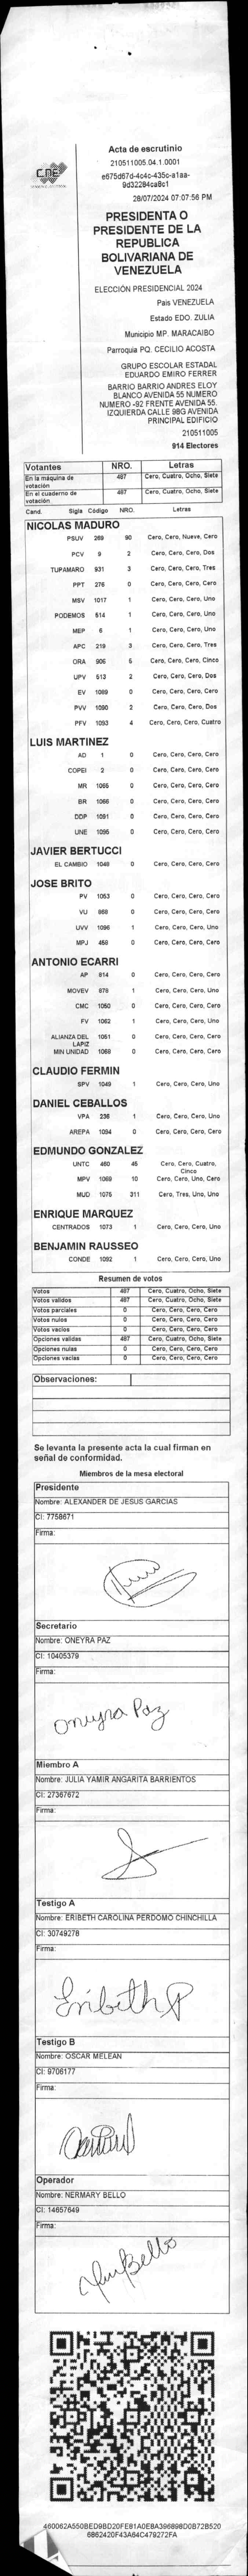 Acta de escrutinio
210511005.04.1.0001
e675d67d-4c4c-435c-a1aa-
9d32284ca8c1
28/07/2024 07:07:56 PM
CNE
PRESIDENTA O
PRESIDENTE DE LA
REPUBLICA
BOLIVARIANA DE
VENEZUELA
ELECCIÓN PRESIDENCIAL 2024
Pais VENEZUELA
Estado EDO. ZULIA
Municipio MP. MARACAIBO
Parroquia PQ. CECILIO ACOSTA
GRUPO ESCOLAR ESTADAL
EDUARDO EMIRO FERRER
BARRIO BARRIO ANDRES ELOY
BLANCO AVENIDA 55 NUMERO
NUMERO -92 FRENTE AVENIDA 55.
IZQUIERDA CALLE 98G AVENIDA
PRINCIPAL EDIFICIO
210511005
914 Electores
Votantes NRO. Letras
En la máquina de votación 487 Cero, Cuatro, Ocho, Siete
En el cuaderno de votación 487 Cero, Cuatro, Ocho, Siete
Cand. Sigla Código NRO. Letras
NICOLAS MADURO
PSUV 269 90 Cero, Cero, Nueve, Cero
PCV 9 2 Cero, Cero, Cero, Dos
TUPAMARO 931 3 Cero, Cero, Cero, Tres
PPT 276 0 Cero, Cero, Cero, Cero
MSV 1017 1 Cero, Cero, Cero, Uno
PODEMOS 514 1 Cero, Cero, Cero, Uno
MEP 6 1 Cero, Cero, Cero, Uno
APC 219 3 Cero, Cero, Cero, Tres
ORA 906 5 Cero, Cero, Cero, Cinco
UPV 513 2 Cero, Cero, Cero, Dos
EV 1089 0 Cero, Cero, Cero, Cero
PVV 1090 2 Cero, Cero, Cero, Dos
PFV 1093 4 Cero, Cero, Cero, Cuatro
LUIS MARTINEZ
AD 1 0 Cero, Cero, Cero, Cero
COPEI 2 0 Cero, Cero, Cero, Cero
MR 1065 0 Cero, Cero, Cero, Cero
BR 1066 0 Cero, Cero, Cero, Cero
DDP 1091 0 Cero, Cero, Cero, Cero
UNE 1095 0 Cero, Cero, Cero, Cero
JAVIER BERTUCCI
EL CAMBIO 1048 0 Cero, Cero, Cero, Cero
JOSE BRITO
PV 1053 0 Cero, Cero, Cero, Cero
VU 868 0 Cero, Cero, Cero, Cero
UVV 1096 1 Cero, Cero, Cero, Uno
MPJ 458 0 Cero, Cero, Cero, Cero
ANTONIO ECARRI
AP 814 0 Cero, Cero, Cero, Cero
MOVEV 878 1 Cero, Cero, Cero, Uno
CMC 1050 0 Cero, Cero, Cero, Cero
FV 1062 1 Cero, Cero, Cero, Uno
ALIANZA DEL LAPIZ 1051 0 Cero, Cero, Cero, Cero
MIN UNIDAD 1069 0 Cero, Cero, Cero, Cero
CLAUDIO FERMIN
SPV 1049 1 Cero, Cero, Cero, Uno
DANIEL CEBALLOS
VPA 236 1 Cero, Cero, Cero, Uno
AREPA 1094 0 Cero, Cero, Cero, Cero
EDMUNDO GONZALEZ
UNTC 460 45 Cero, Cero, Cuatro, Cinco
MPV 1069 10 Cero, Cero, Uno, Cero
MUD 1075 311 Cero, Tres, Uno, Uno
ENRIQUE MARQUEZ
CENTRADOS 1073 1 Cero, Cero, Cero, Uno
BENJAMIN RAUSSEO
CONDE 1092 1 Cero, Cero, Cero, Uno
Resumen de votos
Votos 487 Cero, Cuatro, Ocho, Siete
Votos validos 487 Cero, Cuatro, Ocho, Siete
Votos parciales 0 Cero, Cero, Cero, Cero
Votos nulos 0 Cero, Cero, Cero, Cero
Votos vacios 0 Cero, Cero, Cero, Cero
Opciones validas 487 Cero, Cuatro, Ocho, Siete
Opciones nulas 0 Cero, Cero, Cero, Cero
Opciones vacias 0 Cero, Cero, Cero, Cero
Observaciones:
Se levanta la presente acta la cual firman en
señal de conformidad.
Miembros de la mesa electoral
Presidente
Nombre: ALEXANDER DE JESUS GARCIAS
CI: 7758671
Firma:
Secretario
Nombre: ONEYRA PAZ
CI: 10405379
Firma:
Oneyra Paz
Miembro A
Nombre: JULIA YAMIR ANGARITA BARRIENTOS
CI: 27367672
Firma:
Testigo A
Nombre: ERIBETH CAROLINA PERDOMO CHINCHILLA
CI: 30749278
Firma:
Eribeth P
Testigo B
Nombre: OSCAR MELEAN
CI: 9706177
Firma:
Operador
Nombre: NERMARY BELLO
CI: 14657649
Firma:
460062A550BED9BD20FE81A0E8A396898D0B72B520
6862420F43A64C479272FA